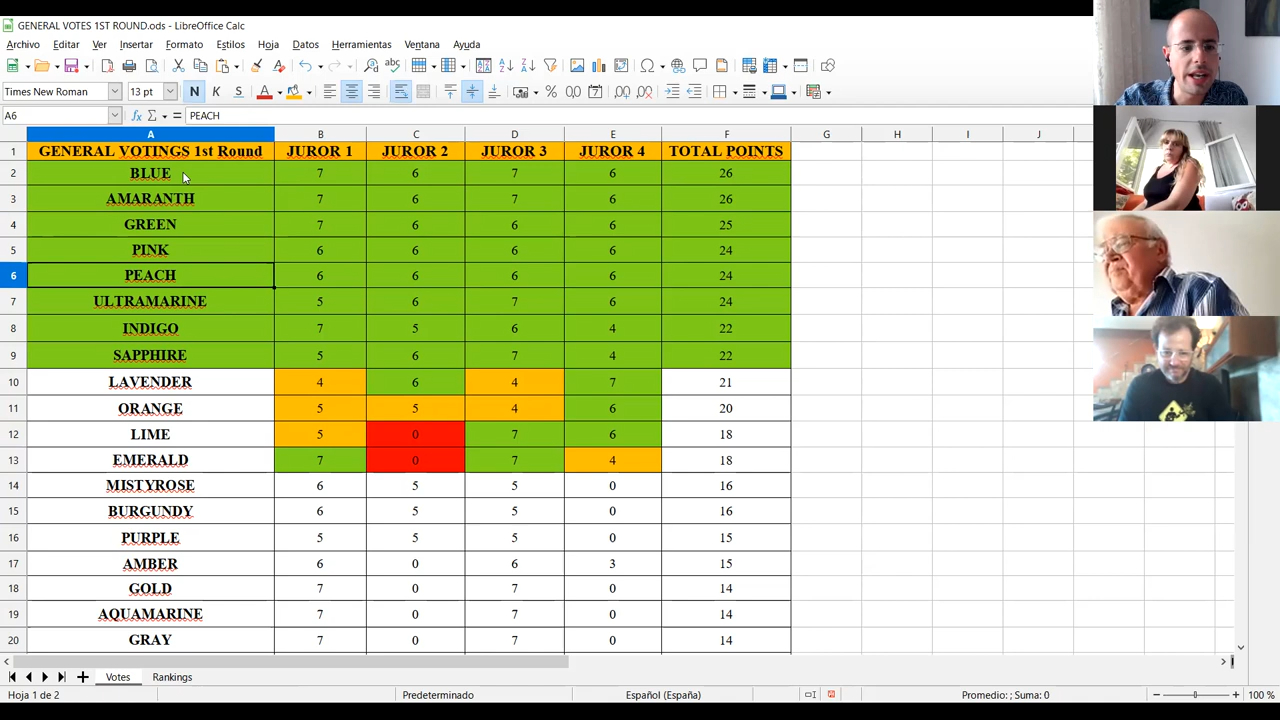 GENERAL VOTES 1ST ROUND.ods - LibreOffice Calc
Archivo Editar Ver Insertar Formato Estilos Hoja Datos Herramientas Ventana Ayuda
Times New Roman 13 pt N K S
A6 PEACH
A B C D E F G H I J
1 GENERAL VOTINGS 1st Round JUROR 1 JUROR 2 JUROR 3 JUROR 4 TOTAL POINTS
2 BLUE 7 6 7 6 26
3 AMARANTH 7 6 7 6 26
4 GREEN 7 6 6 6 25
5 PINK 6 6 6 6 24
6 PEACH 6 6 6 6 24
7 ULTRAMARINE 5 6 7 6 24
8 INDIGO 7 5 6 4 22
9 SAPPHIRE 5 6 7 4 22
10 LAVENDER 4 6 4 7 21
11 ORANGE 5 5 4 6 20
12 LIME 5 0 7 6 18
13 EMERALD 7 0 7 4 18
14 MISTYROSE 6 5 5 0 16
15 BURGUNDY 6 5 5 0 16
16 PURPLE 5 5 5 0 15
17 AMBER 6 0 6 3 15
18 GOLD 7 0 7 0 14
19 AQUAMARINE 7 0 7 0 14
20 GRAY 7 0 7 0 14
Votes Rankings
Hoja 1 de 2 Predeterminado Español (España) Promedio: ; Suma: 0 100 %